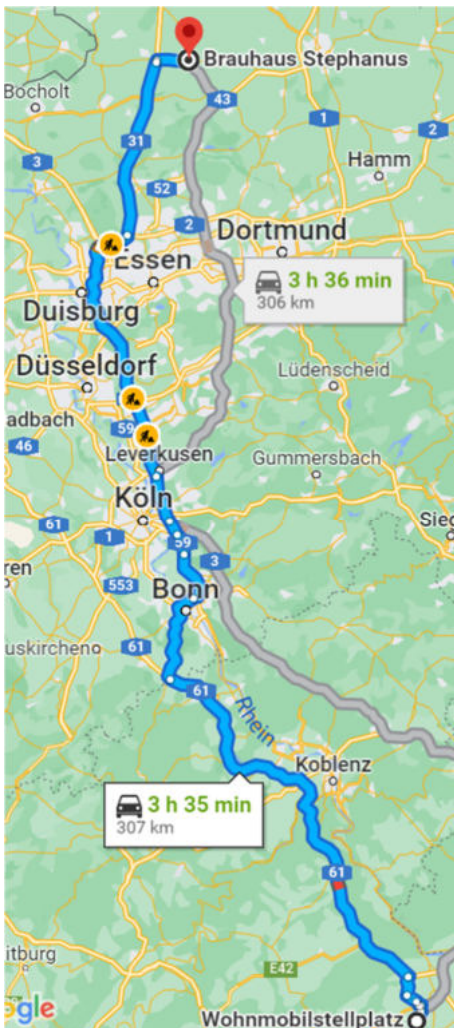 Brauhaus Stephanus
Bocholt
43
1
31
3
2
Hamm
52
2
Dortmund
Essen
3 h 36 min
306 km
Duisburg
Düsseldorf
Lüdenscheid
adbach
59
46
Leverkusen
Gummersbach
Köln
61
Sieg
1
59
ren
3
553
Bonn
uskirchen
61
61
Rhein
Koblenz
3 h 35 min
307 km
61
itburg
E42
ogle
Wohnmobilstellplatz